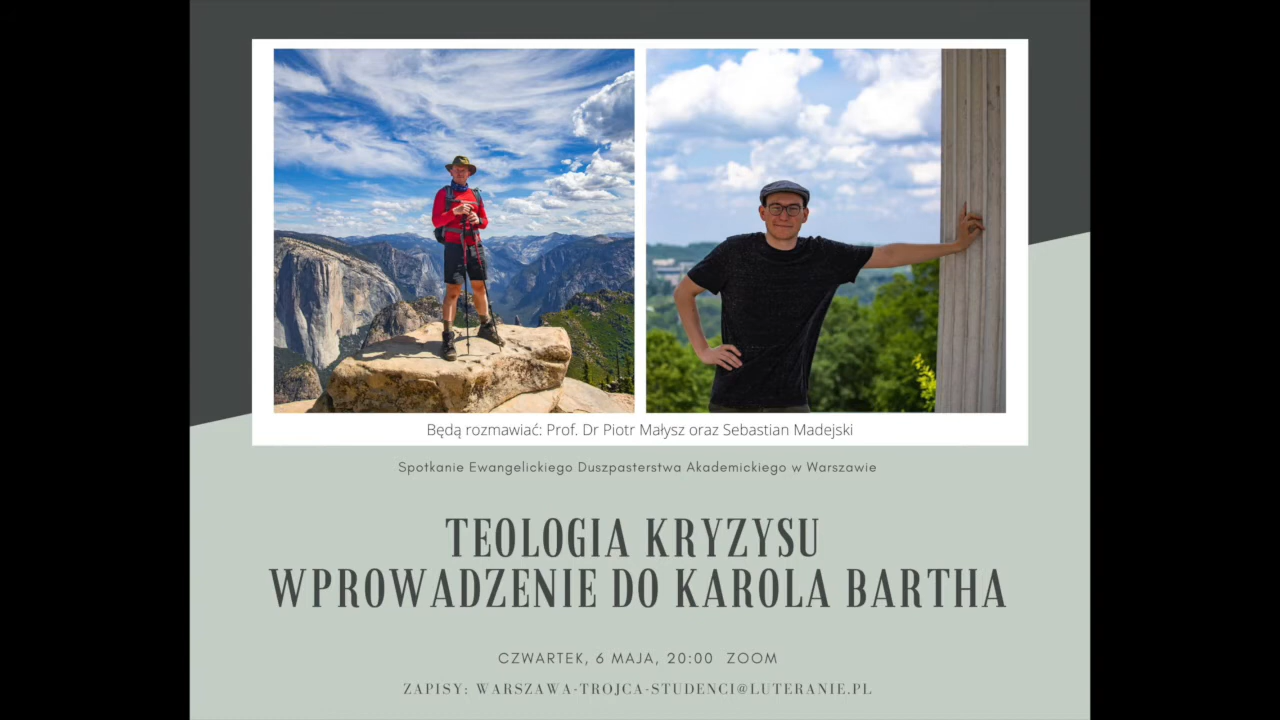 Będą rozmawiać: Prof. Dr Piotr Małysz oraz Sebastian Madejski
Spotkanie Ewangelickiego Duszpasterstwa Akademickiego w Warszawie
TEOLOGIA KRYZYSU
WPROWADZENIE DO KAROLA BARTHA
CZWARTEK, 6 MAJA, 20:00 ZOOM
ZAPISY: WARSZAWA-TROJCA-STUDENCI@LUTERANIE.PL